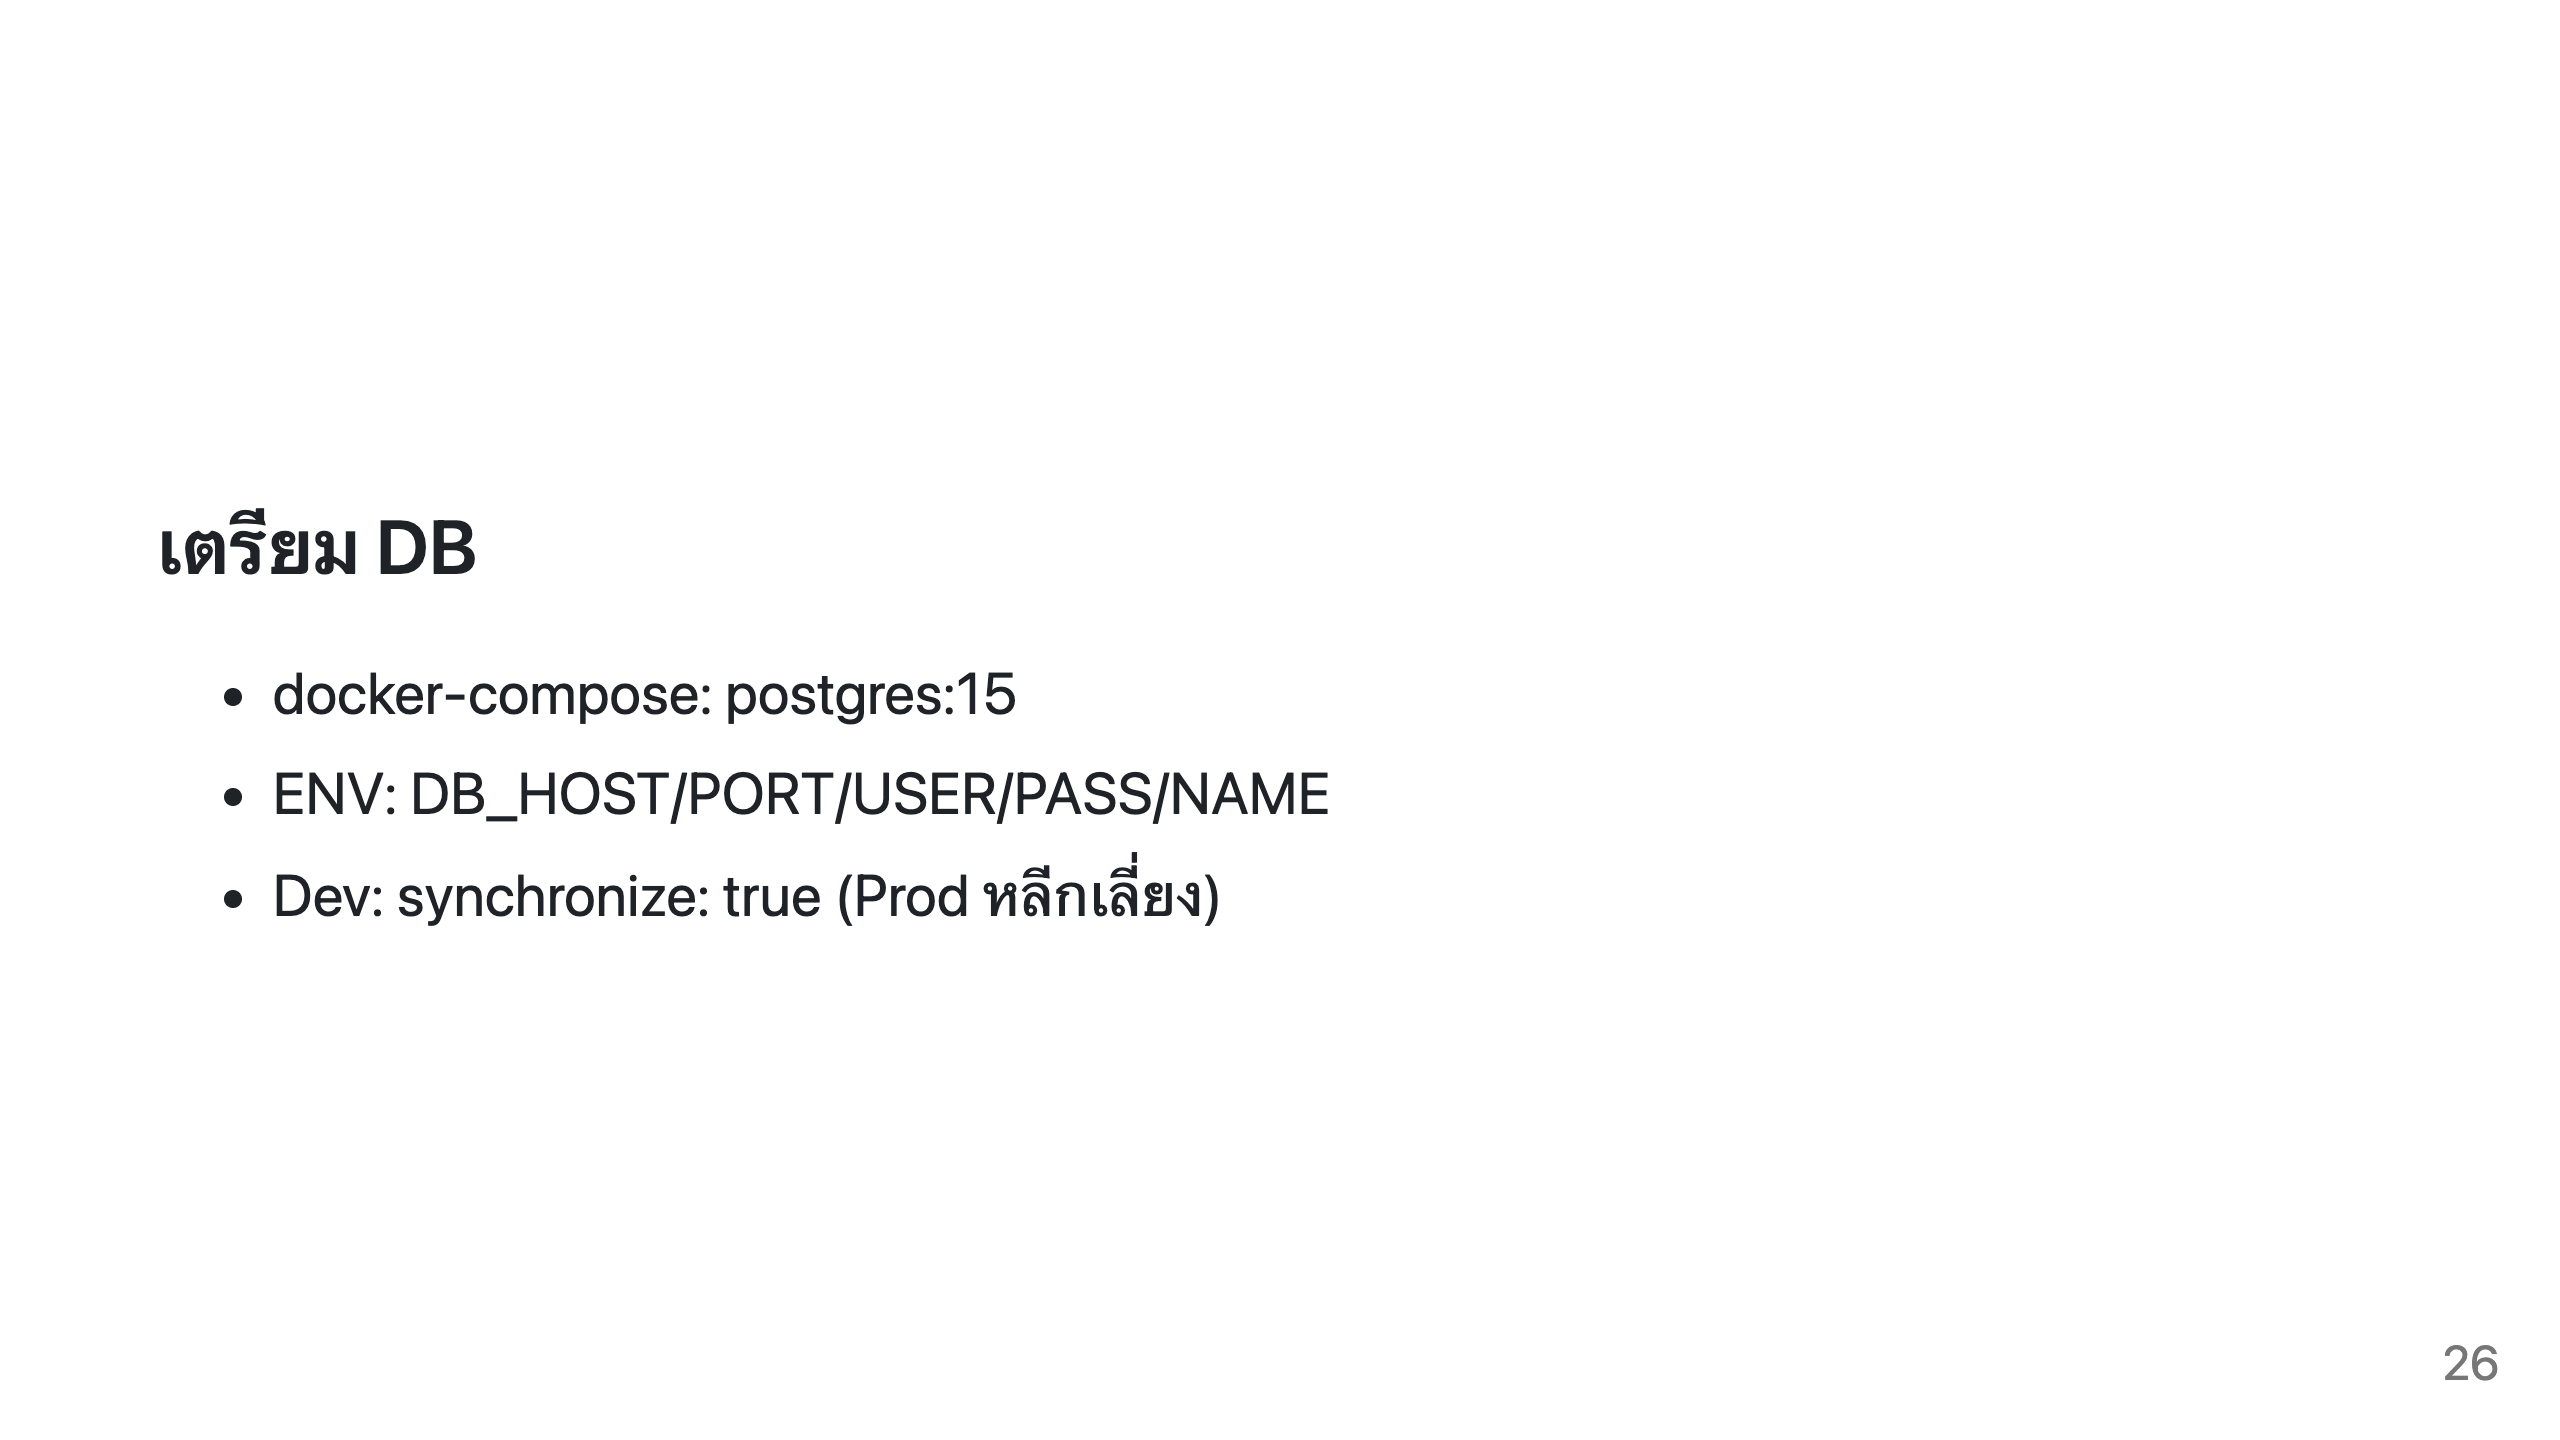 เตรียม DB
• docker-compose: postgres:15
• ENV: DB_HOST/PORT/USER/PASS/NAME
• Dev: synchronize: true (Prod หลีกเลี่ยง)
26